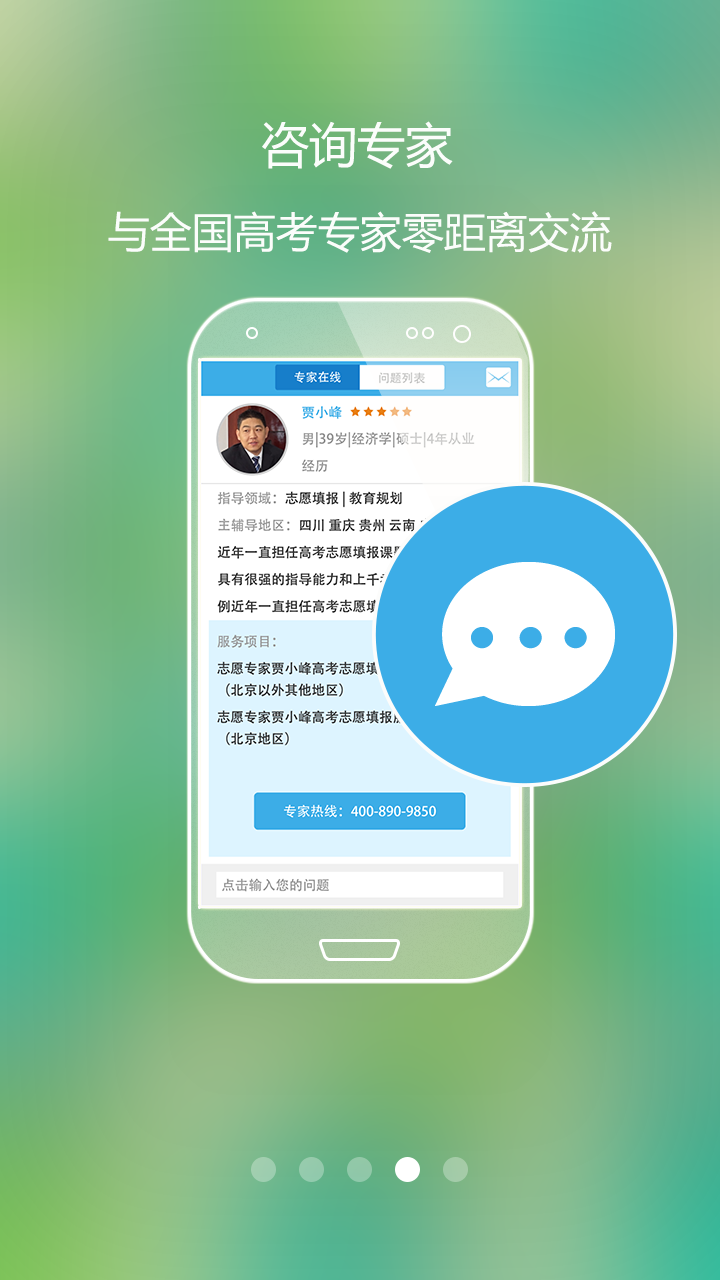 咨询专家
与全国高考专家零距离交流
专家在线 问题列表
贾小峰
男|39岁|经济学|硕士|4年从业
经历
指导领域：志愿填报 | 教育规划
主辅导地区：四川 重庆 贵州 云南
近年一直担任高考志愿填报课
具有很强的指导能力和上千
例近年一直担任高考志愿填
服务项目：
志愿专家贾小峰高考志愿填
（北京以外其他地区）
志愿专家贾小峰高考志愿填报
（北京地区）
专家热线：400-890-9850
点击输入您的问题